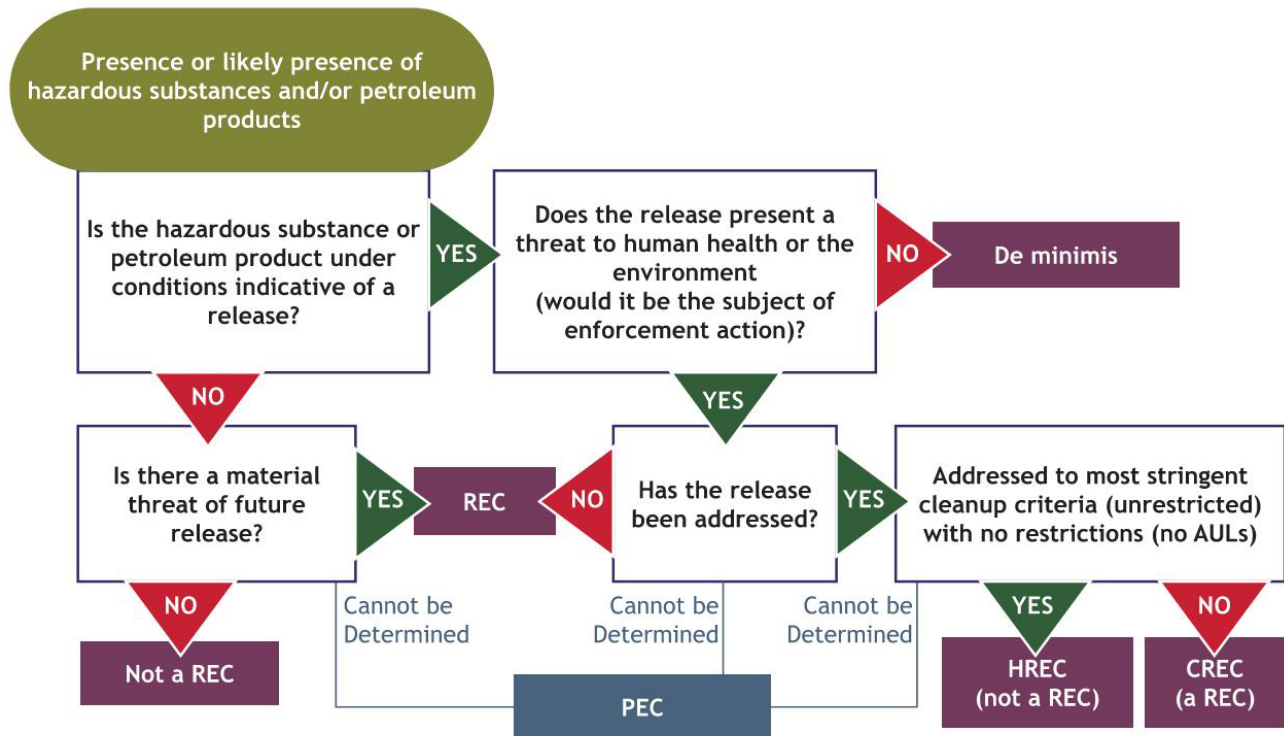 Presence or likely presence of
hazardous substances and/or petroleum
products
Is the hazardous substance or
petroleum product under
conditions indicative of a
release?
YES
Does the release present a
threat to human health or the
environment
(would it be the subject of
enforcement action)?
NO
De minimis
NO
YES
Is there a material
threat of future
release?
YES
REC
NO
Has the release
been addressed?
YES
Addressed to most stringent
cleanup criteria (unrestricted)
with no restrictions (no AULs)
NO
Cannot be
Determined
Cannot be
Determined
Cannot be
Determined
YES
NO
Not a REC
PEC
HREC
(not a REC)
CREC
(a REC)